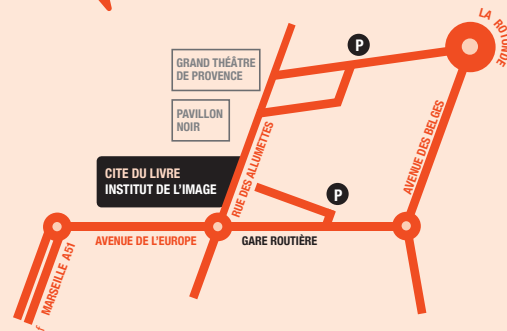 LA ROTONDE
P
GRAND THÉÂTRE
DE PROVENCE
PAVILLON
NOIR
RUE DES ALLUMETTES
AVENUE DES BELGES
CITE DU LIVRE
INSTITUT DE L'IMAGE
P
AVENUE DE L'EUROPE
GARE ROUTIÈRE
MARSEILLE A51